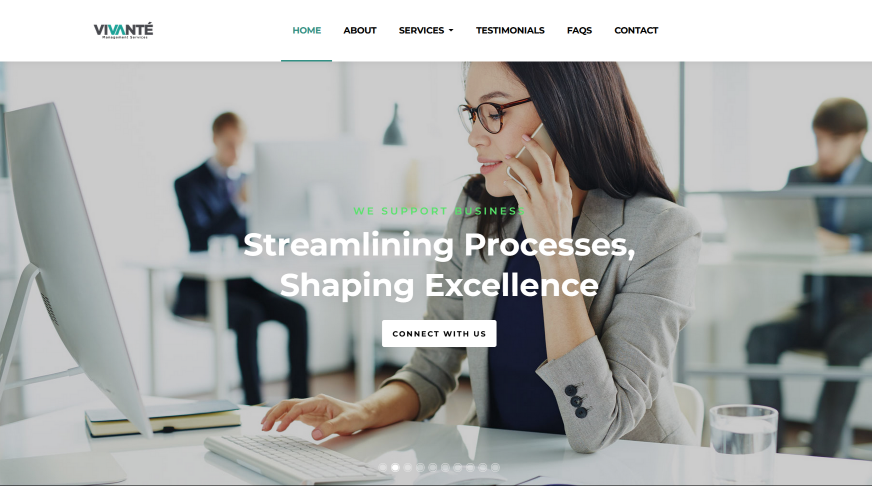 VIVANTÉ
Management Services
HOME ABOUT SERVICES TESTIMONIALS FAQS CONTACT
WE SUPPORT BUSINESS
Streamlining Processes,
Shaping Excellence
CONNECT WITH US